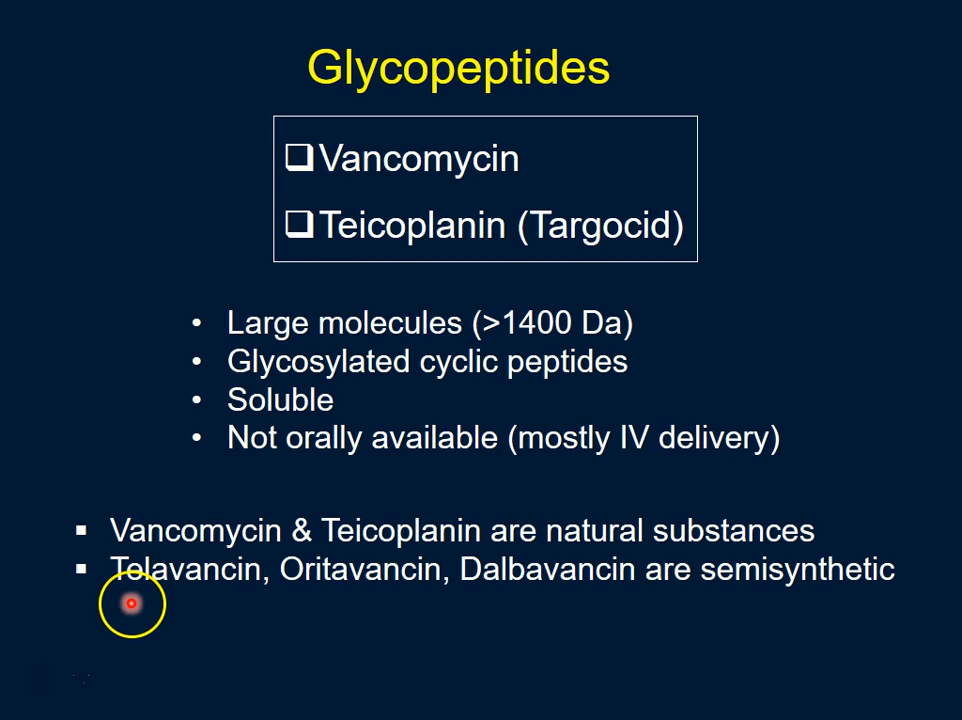 Glycopeptides
❑Vancomycin
❑Teicoplanin (Targocid)
• Large molecules (>1400 Da)
• Glycosylated cyclic peptides
• Soluble
• Not orally available (mostly IV delivery)
▪ Vancomycin & Teicoplanin are natural substances
▪ Telavancin, Oritavancin, Dalbavancin are semisynthetic